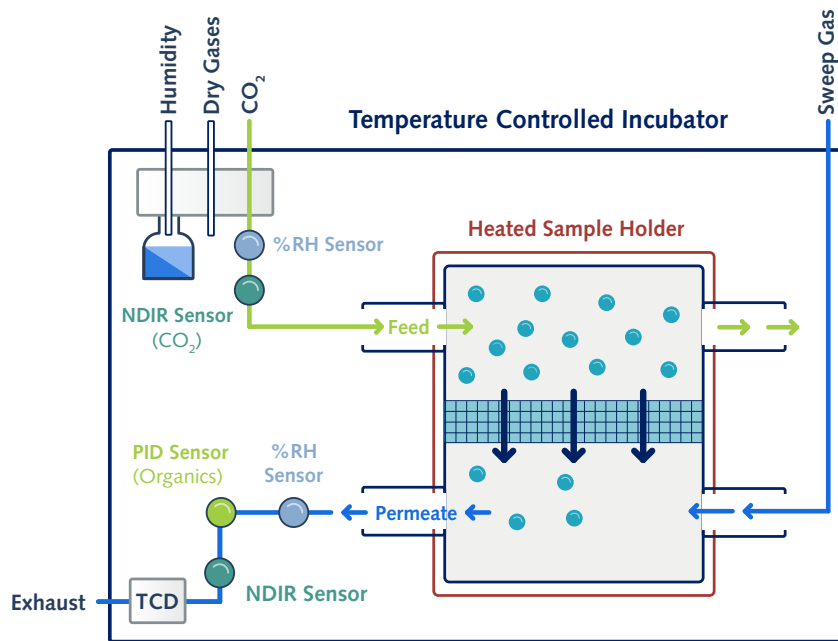 Humidity
Dry Gases
CO₂
Sweep Gas
Temperature Controlled Incubator
%RH Sensor
Heated Sample Holder
NDIR Sensor
(CO₂)
Feed
PID Sensor
(Organics)
%RH
Sensor
Permeate
NDIR Sensor
Exhaust
TCD